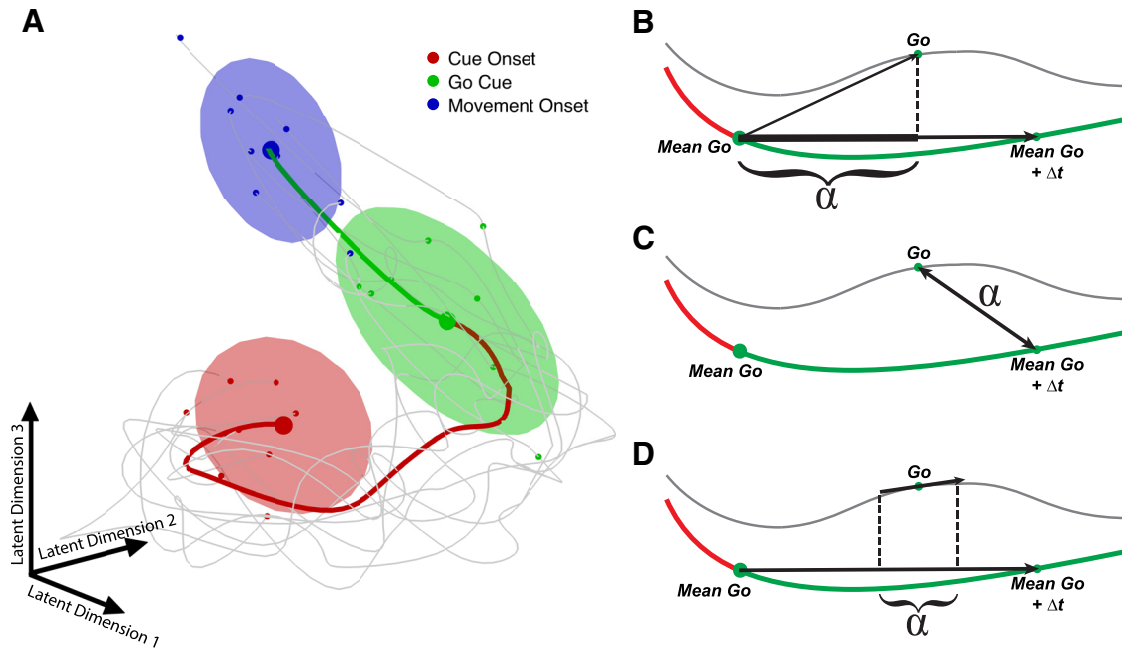 A
Cue Onset
Go Cue
Movement Onset
Latent Dimension 3
Latent Dimension 2
Latent Dimension 1
B
Go
Mean Go
Mean Go
+ Δt
α
C
Go
α
Mean Go
Mean Go
+ Δt
D
Go
Mean Go
Mean Go
+ Δt
α